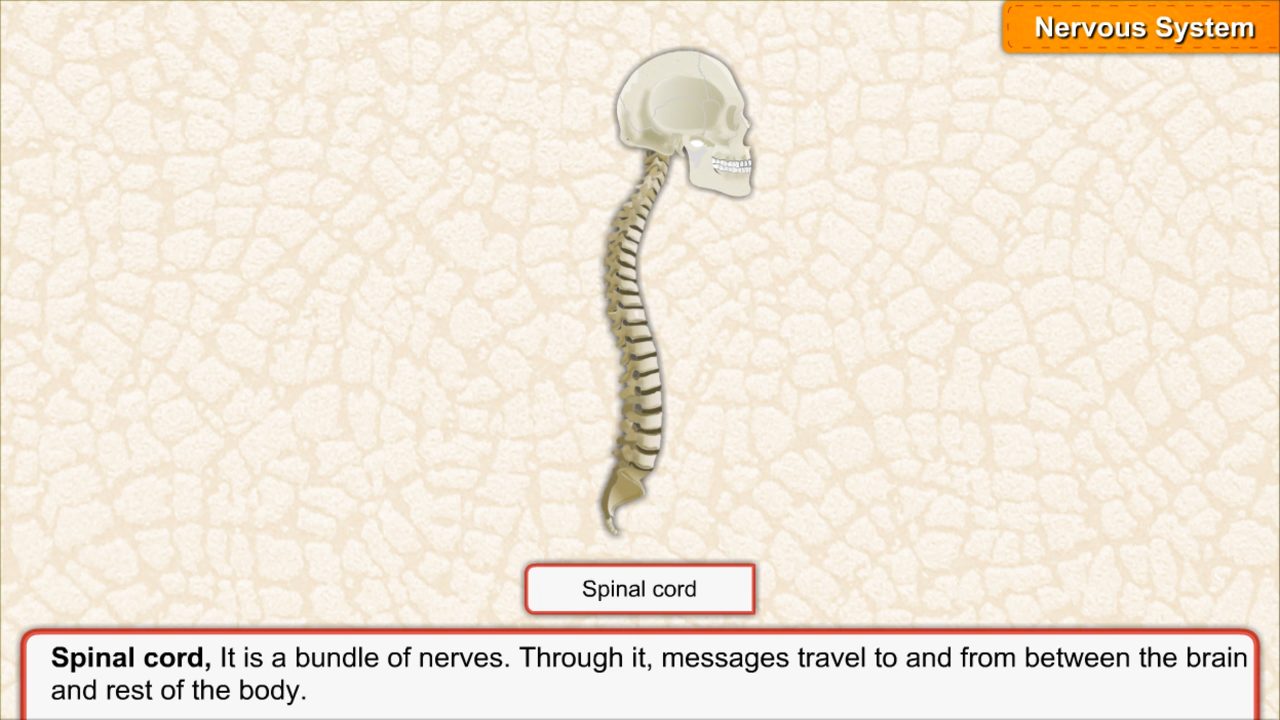 Nervous System
Spinal cord
Spinal cord, It is a bundle of nerves. Through it, messages travel to and from between the brain
and rest of the body.